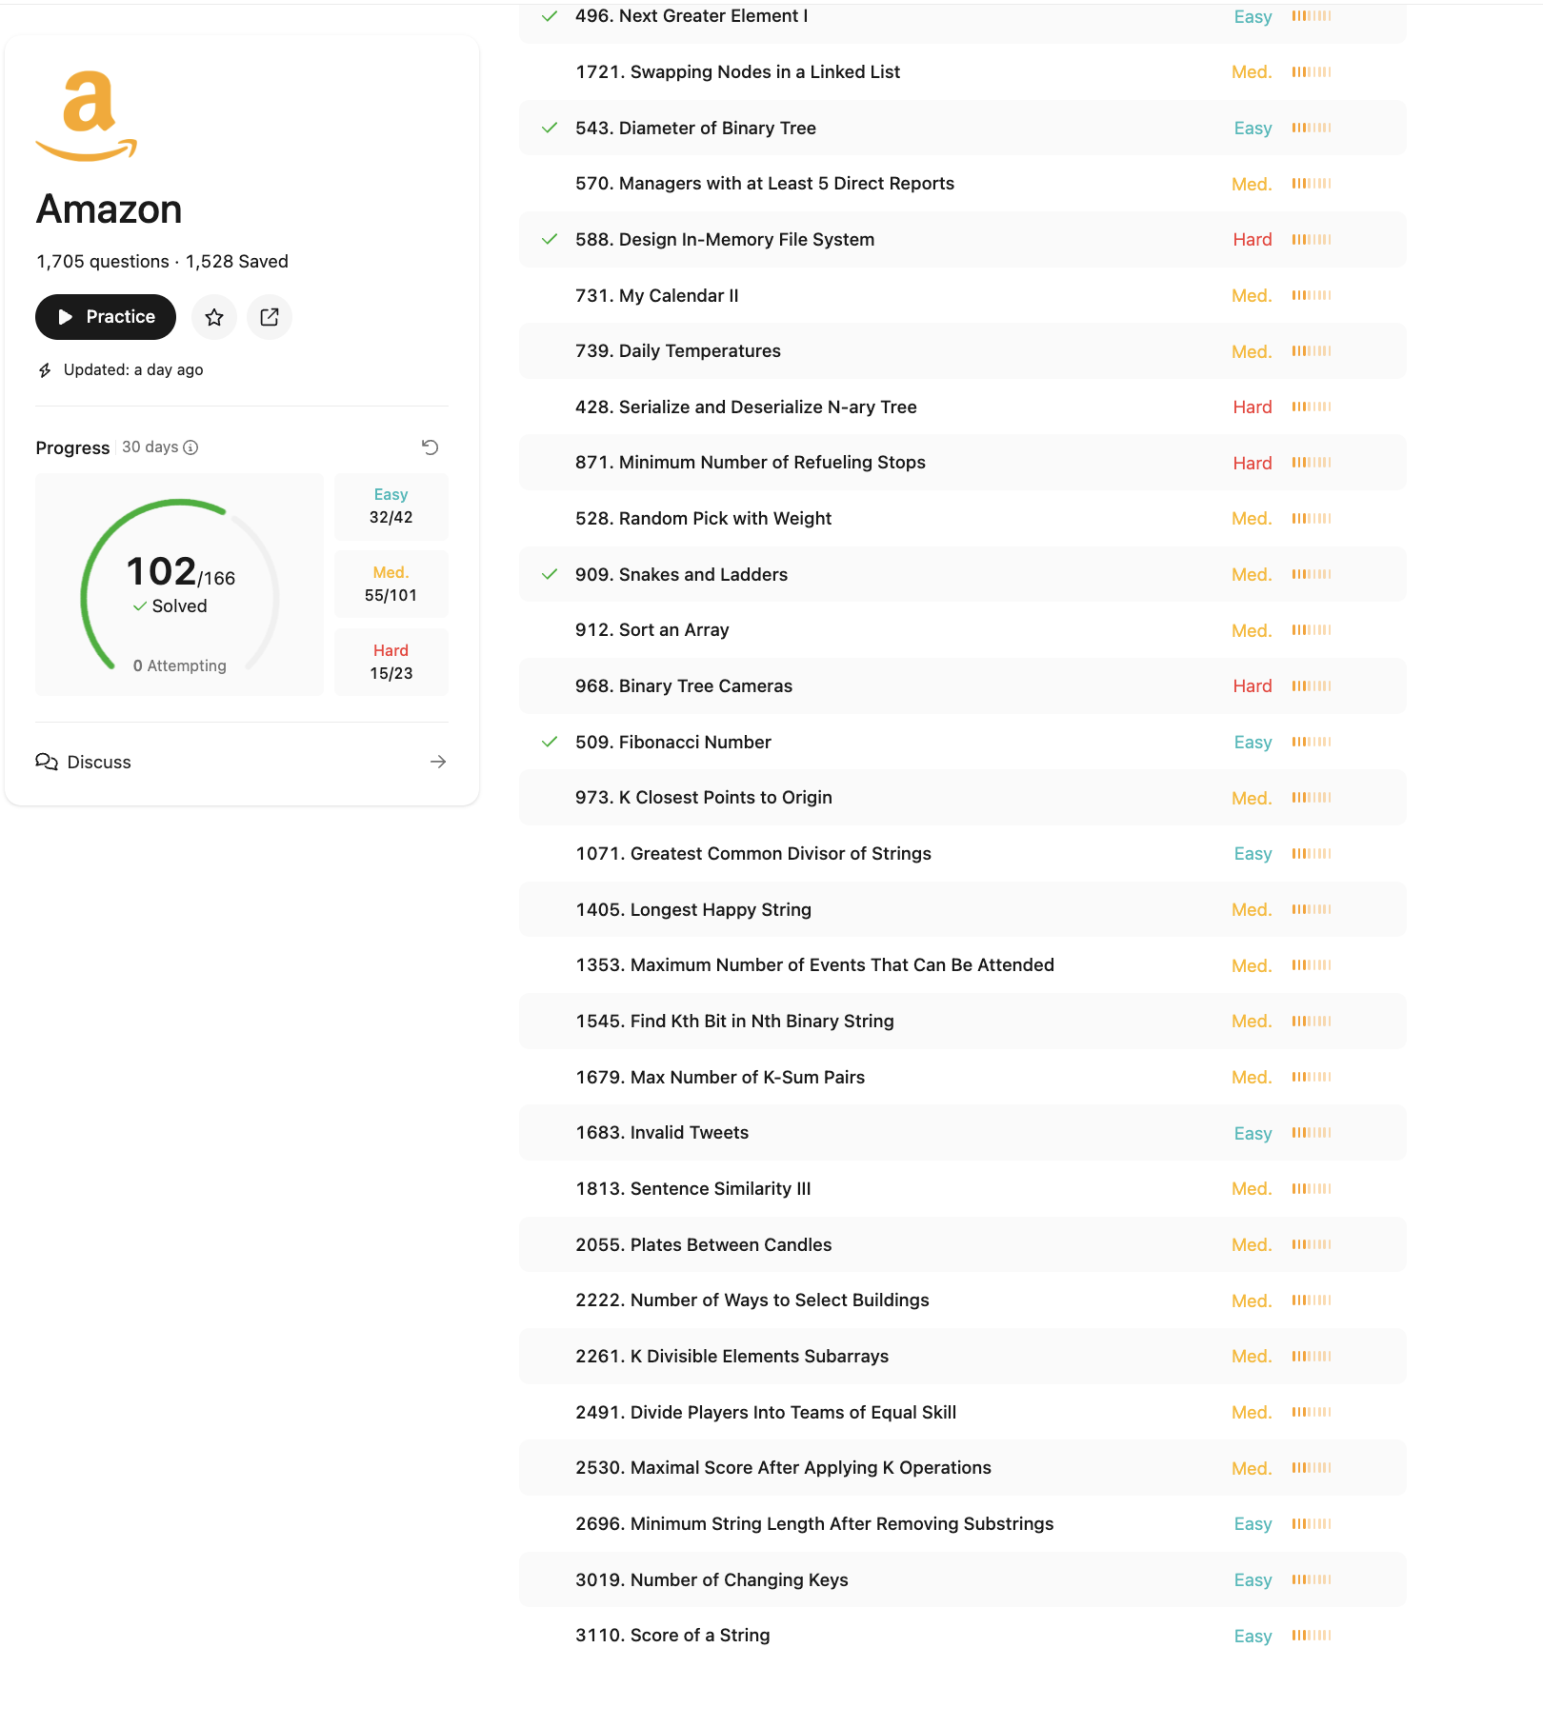 a
Amazon
1,705 questions · 1,528 Saved
Practice
Updated: a day ago
Progress 30 days
102/166
Solved
0 Attempting
Easy
32/42
Med.
55/101
Hard
15/23
Discuss
496. Next Greater Element I Easy
1721. Swapping Nodes in a Linked List Med.
543. Diameter of Binary Tree Easy
570. Managers with at Least 5 Direct Reports Med.
588. Design In-Memory File System Hard
731. My Calendar II Med.
739. Daily Temperatures Med.
428. Serialize and Deserialize N-ary Tree Hard
871. Minimum Number of Refueling Stops Hard
528. Random Pick with Weight Med.
909. Snakes and Ladders Med.
912. Sort an Array Med.
968. Binary Tree Cameras Hard
509. Fibonacci Number Easy
973. K Closest Points to Origin Med.
1071. Greatest Common Divisor of Strings Easy
1405. Longest Happy String Med.
1353. Maximum Number of Events That Can Be Attended Med.
1545. Find Kth Bit in Nth Binary String Med.
1679. Max Number of K-Sum Pairs Med.
1683. Invalid Tweets Easy
1813. Sentence Similarity III Med.
2055. Plates Between Candles Med.
2222. Number of Ways to Select Buildings Med.
2261. K Divisible Elements Subarrays Med.
2491. Divide Players Into Teams of Equal Skill Med.
2530. Maximal Score After Applying K Operations Med.
2696. Minimum String Length After Removing Substrings Easy
3019. Number of Changing Keys Easy
3110. Score of a String Easy